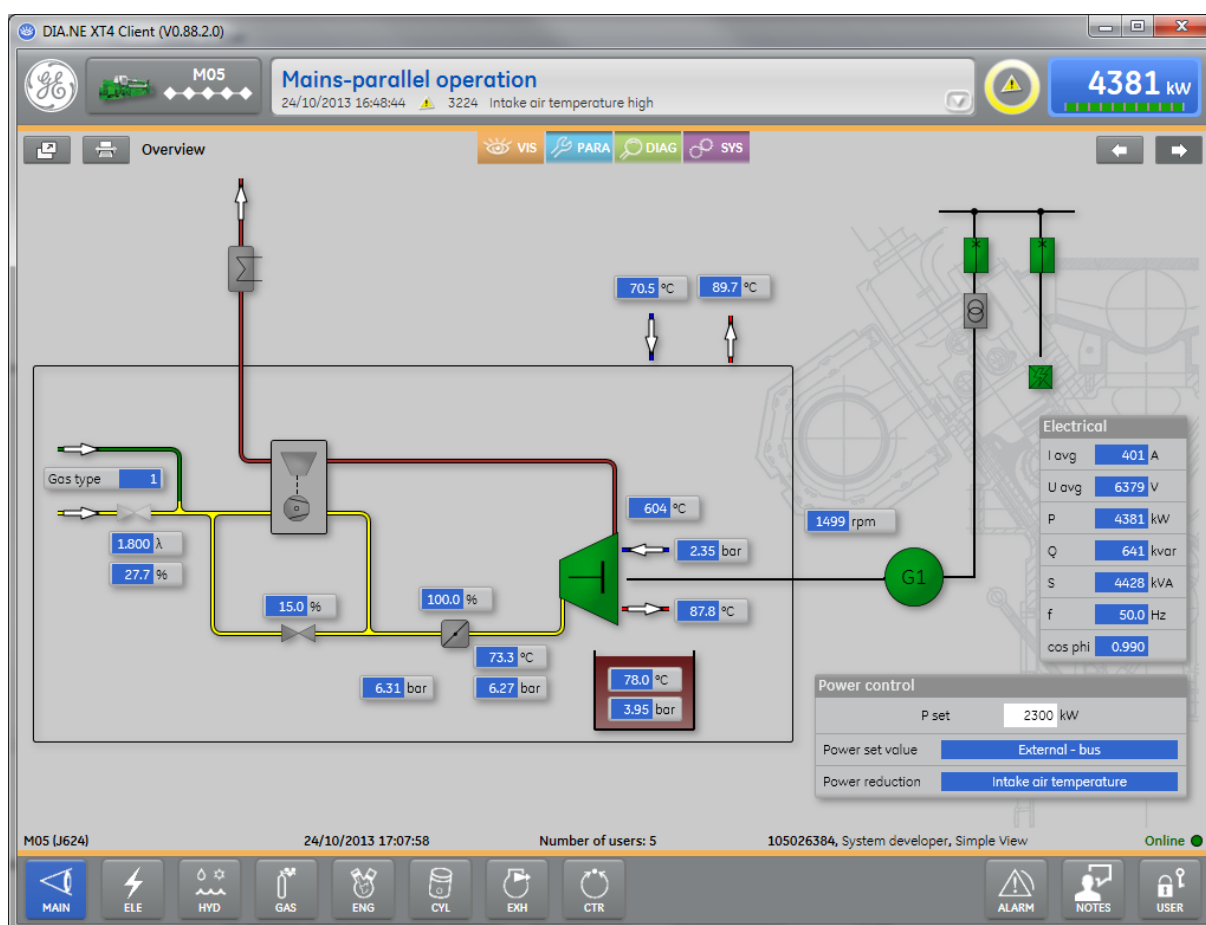 DIA.NE XT4 Client (V0.88.2.0)
GE
M05
Mains-parallel operation
24/10/2013 16:48:44 3224 Intake air temperature high
4381 kW
Overview
VIS PARA DIAG SYS
70.5 °C 89.7 °C
Gas type 1
1.800 λ
27.7 %
15.0 %
100.0 %
73.3 °C
6.31 bar 6.27 bar
604 °C
2.35 bar
87.8 °C
78.0 °C
3.95 bar
1499 rpm
G1
Electrical
I avg 401 A
U avg 6379 V
P 4381 kW
Q 641 kvar
S 4428 kVA
f 50.0 Hz
cos phi 0.990
Power control
P set 2300 kW
Power set value External - bus
Power reduction Intake air temperature
M05 (J624) 24/10/2013 17:07:58 Number of users: 5 105026384, System developer, Simple View Online
MAIN ELE HYD GAS ENG CYL EXH CTR ALARM NOTES USER